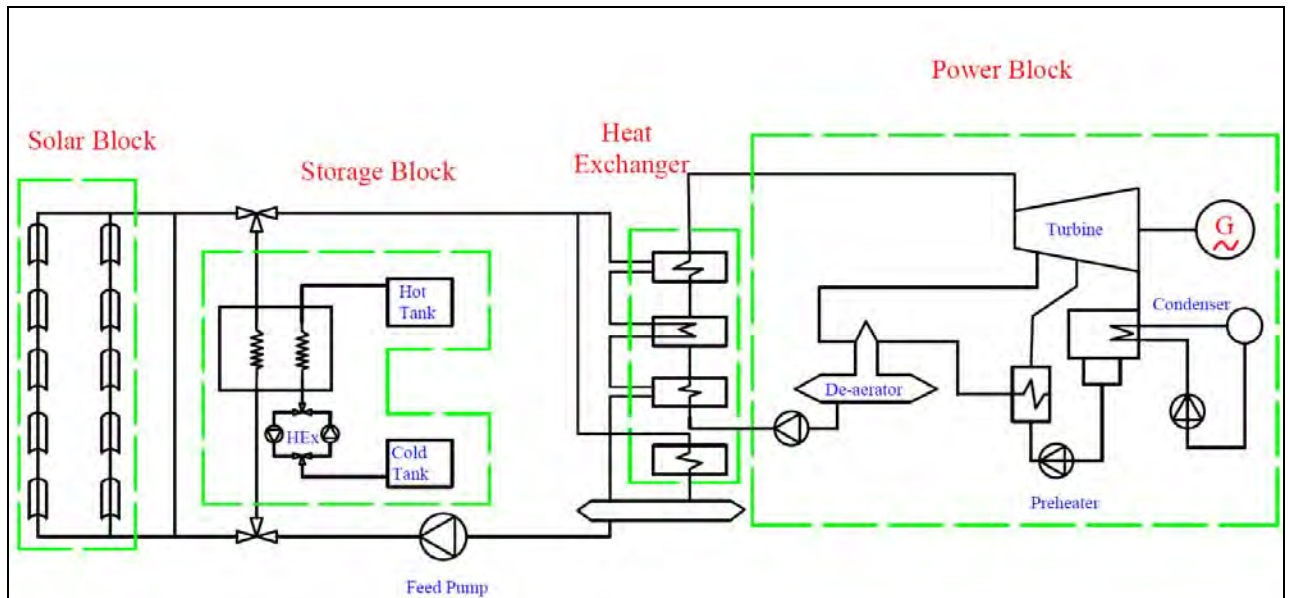 Power Block
Solar Block
Heat
Exchanger
Storage Block
Turbine
G
Hot
Tank
Condenser
De-aerator
HEx
Cold
Tank
Preheater
Feed Pump